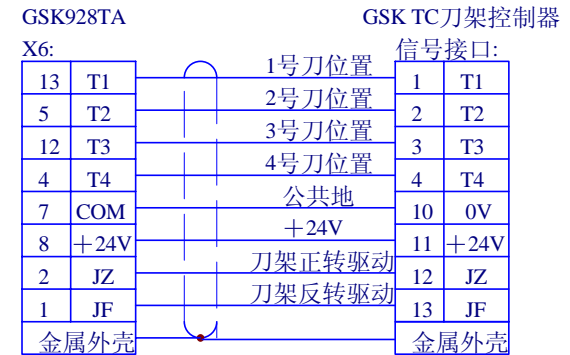 GSK928TA GSK TC刀架控制器
X6: 信号接口:
13 T1 1号刀位置 1 T1
5 T2 2号刀位置 2 T2
12 T3 3号刀位置 3 T3
4 T4 4号刀位置 4 T4
7 COM 公共地 10 0V
8 +24V +24V 11 +24V
2 JZ 刀架正转驱动 12 JZ
1 JF 刀架反转驱动 13 JF
金属外壳 金属外壳